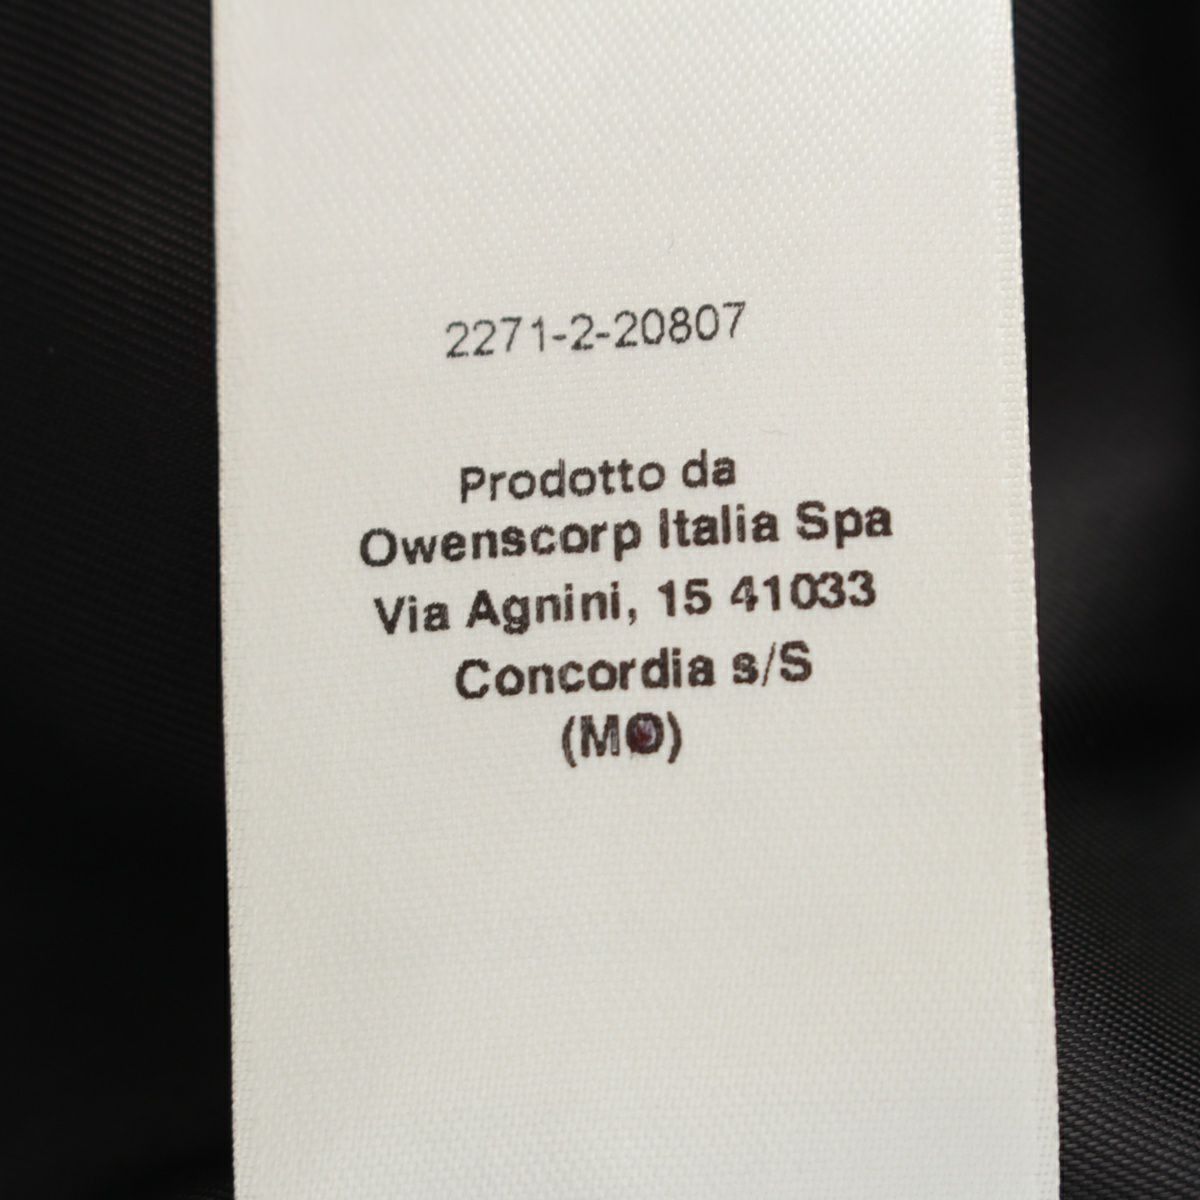 2271-2-20807
Prodotto da
Owenscorp Italia Spa
Via Agnini, 15 41033
Concordia s/S
(MO)